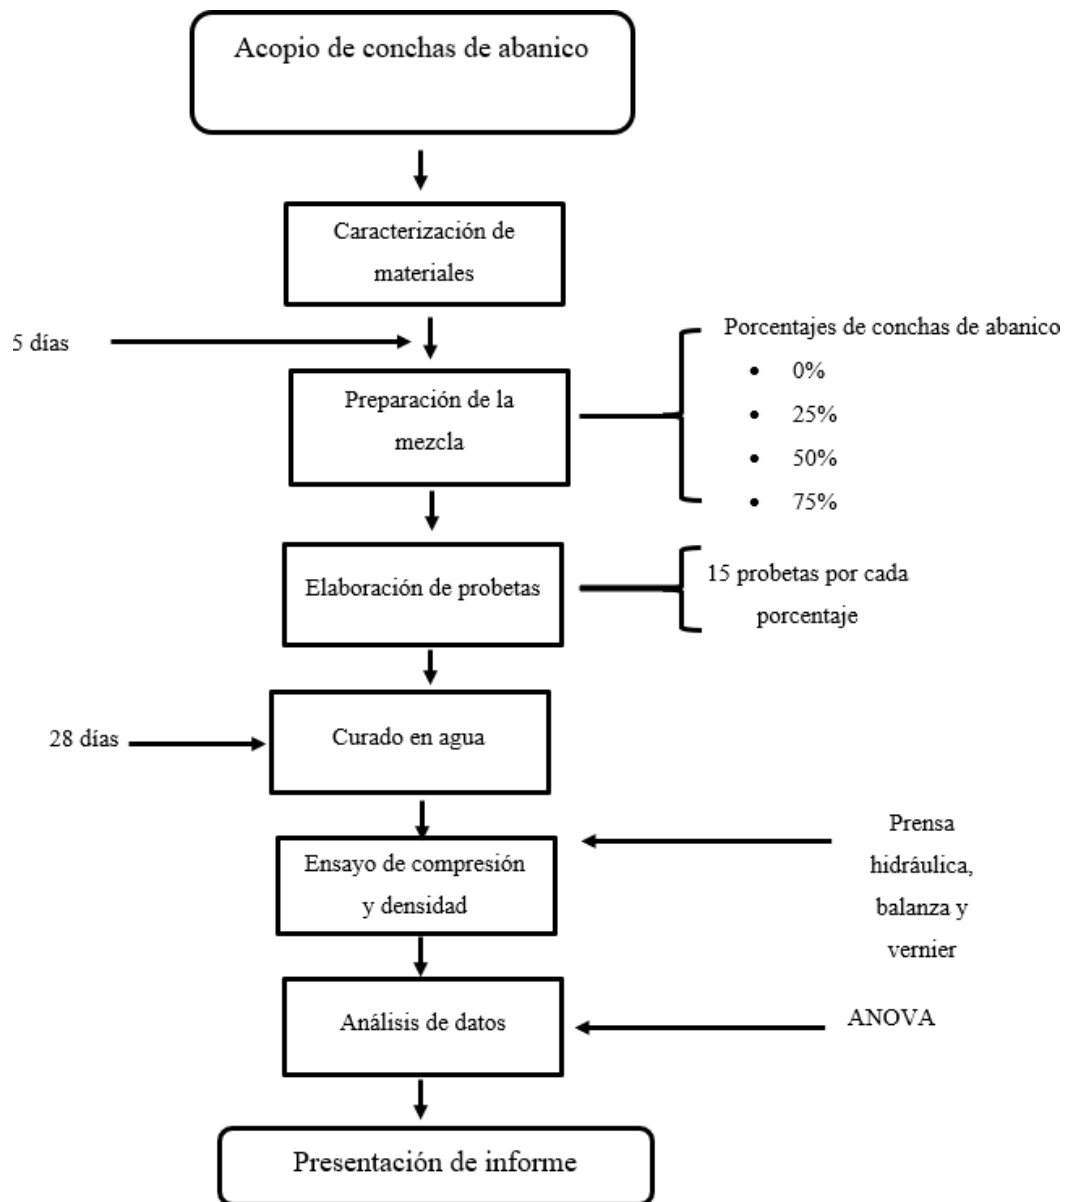 Acopio de conchas de abanico
Caracterización de
materiales
5 días
Preparación de la
mezcla
Porcentajes de conchas de abanico
• 0%
• 25%
• 50%
• 75%
Elaboración de probetas
15 probetas por cada
porcentaje
28 días
Curado en agua
Ensayo de compresión
y densidad
Prensa
hidráulica,
balanza y
vernier
Análisis de datos
ANOVA
Presentación de informe